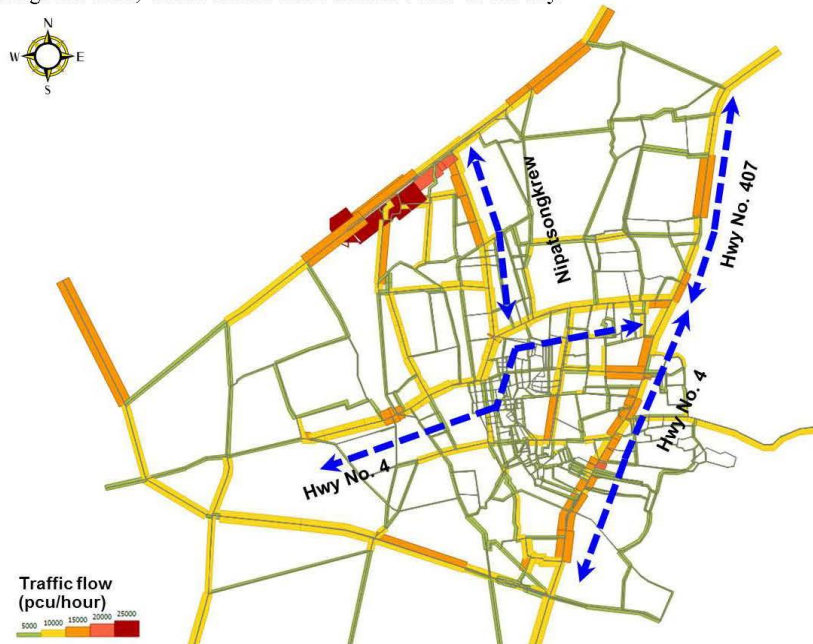 N
W E
S
Nipatsongkrew
Hwy No. 407
Hwy No. 4
Hwy No. 4
Traffic flow
(pcu/hour)
5000 10000 15000 20000 25000